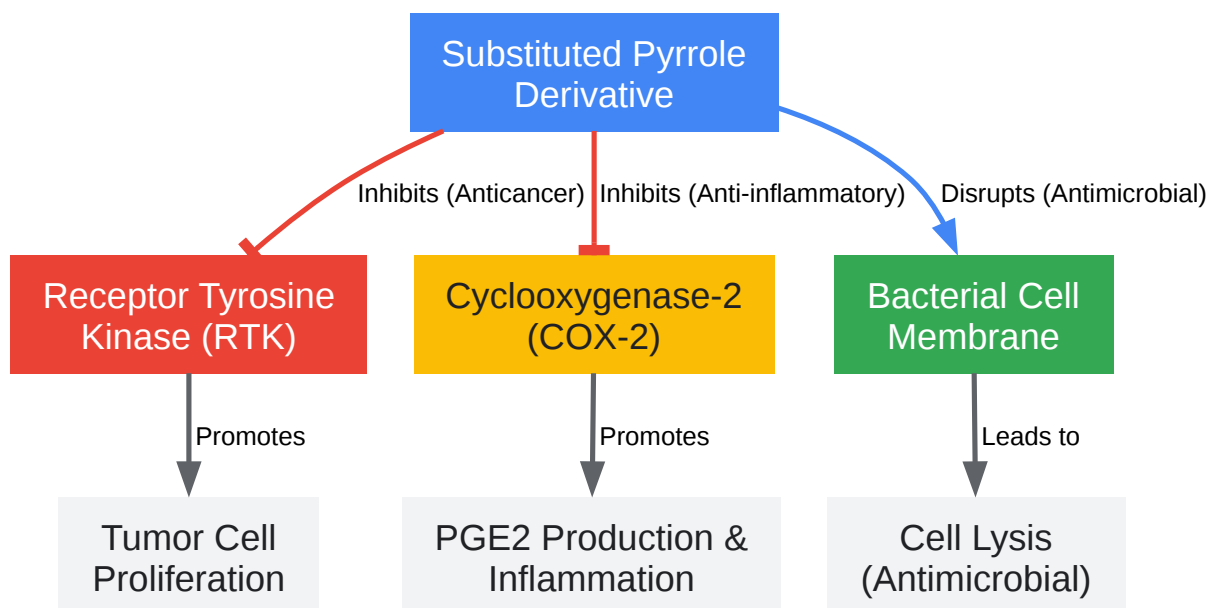 Substituted Pyrrole
Derivative
Inhibits (Anticancer)
Inhibits (Anti-inflammatory)
Disrupts (Antimicrobial)
Receptor Tyrosine
Kinase (RTK)
Cyclooxygenase-2
(COX-2)
Bacterial Cell
Membrane
Promotes
Promotes
Leads to
Tumor Cell
Proliferation
PGE2 Production &
Inflammation
Cell Lysis
(Antimicrobial)